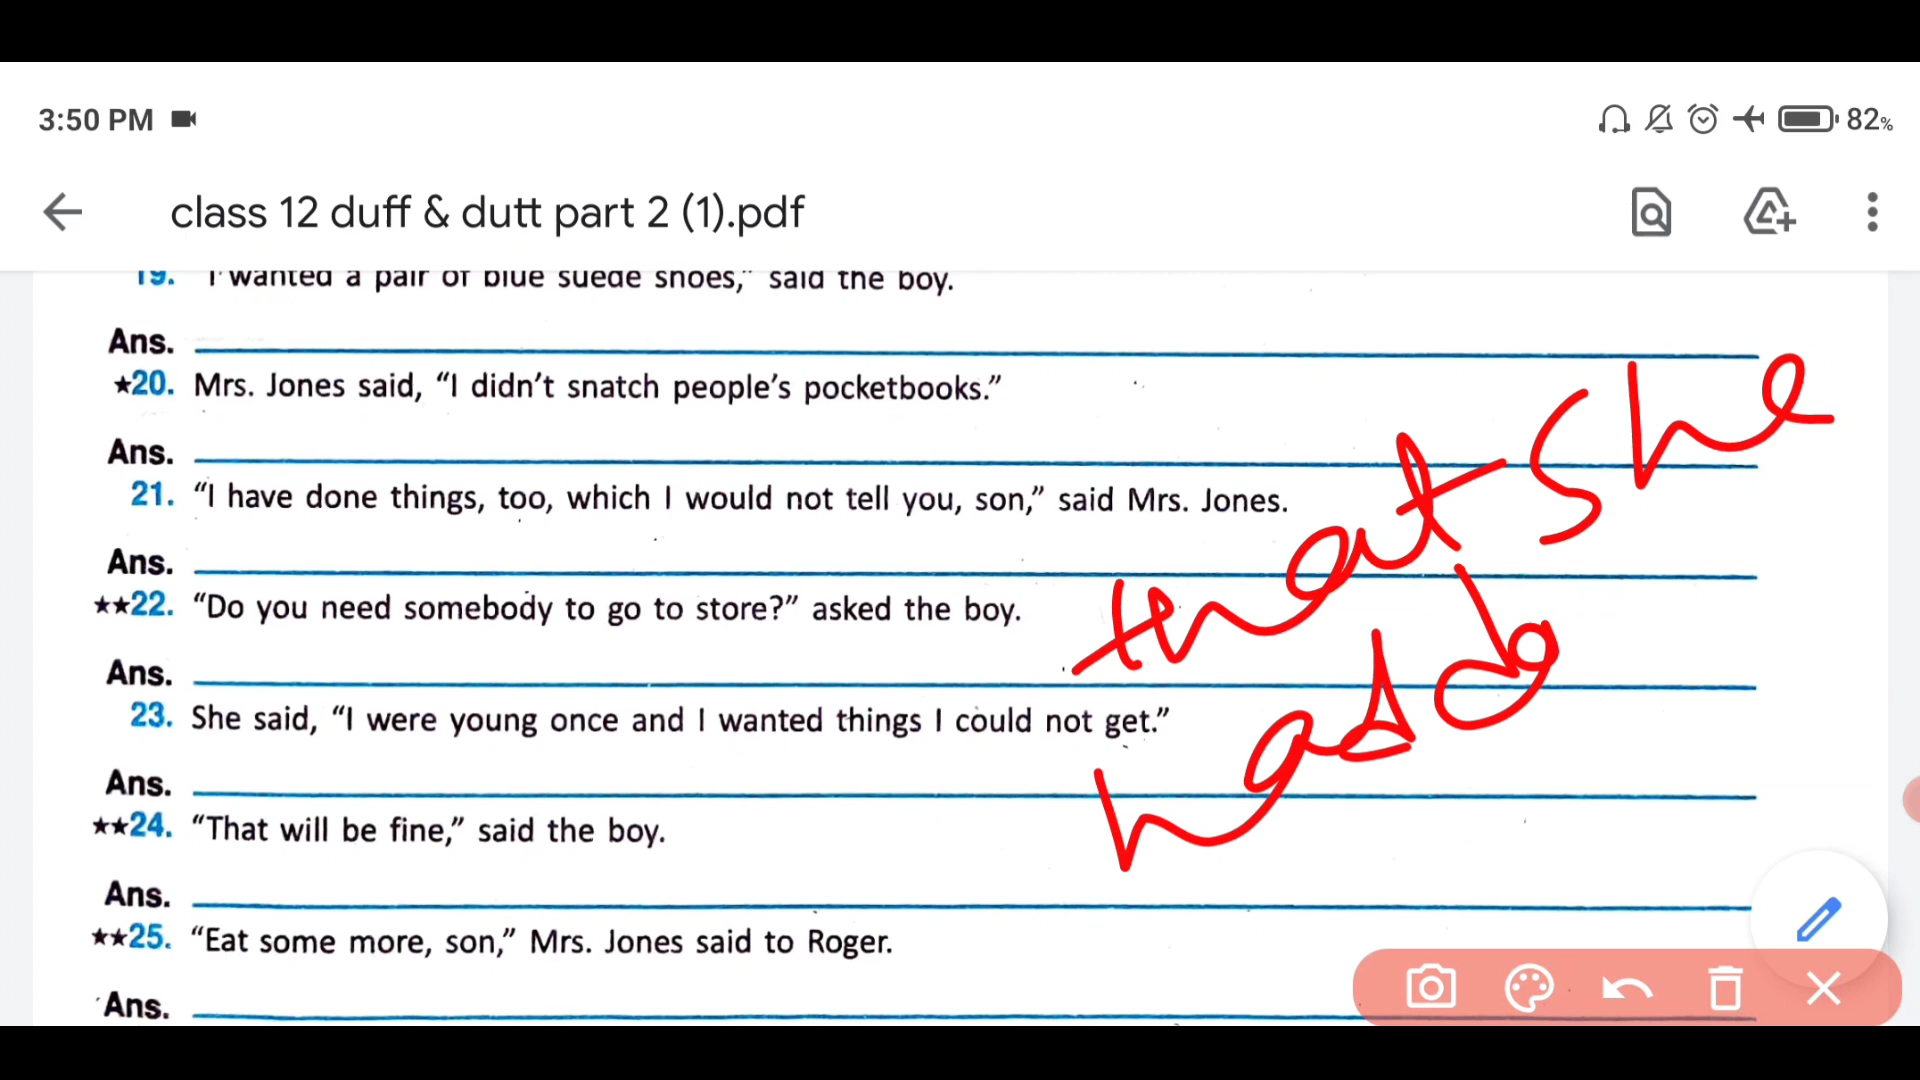 3:50 PM
82%
class 12 duff & dutt part 2 (1).pdf
19. "I wanted a pair of blue suede shoes," said the boy.
Ans.
★20. Mrs. Jones said, “I didn’t snatch people’s pocketbooks.”
Ans.
21. “I have done things, too, which I would not tell you, son,” said Mrs. Jones.
Ans.
★★22. “Do you need somebody to go to store?” asked the boy.
Ans.
23. She said, “I were young once and I wanted things I could not get.”
Ans.
★★24. “That will be fine,” said the boy.
Ans.
★★25. “Eat some more, son,” Mrs. Jones said to Roger.
Ans.
that she
had